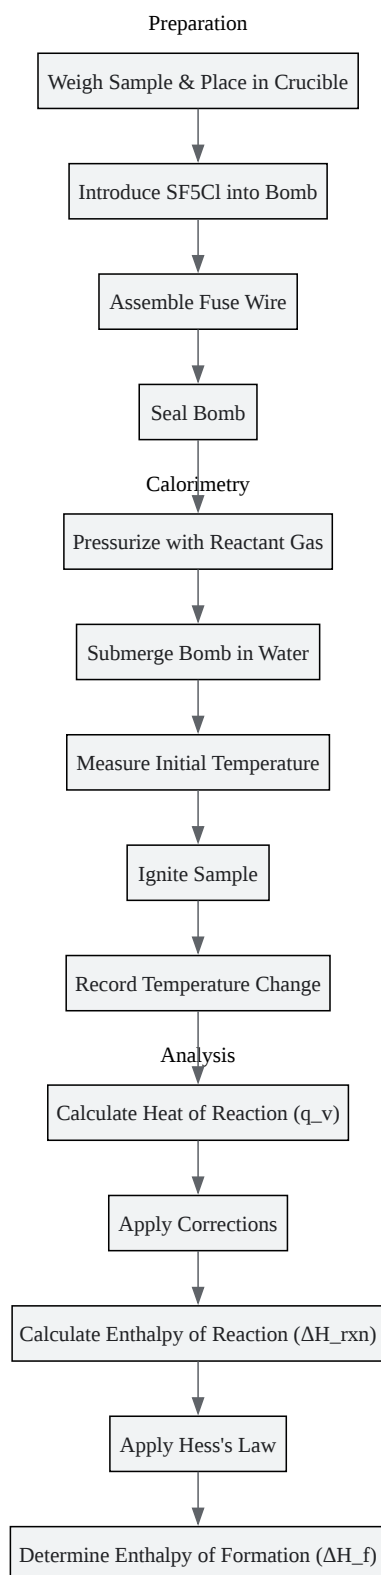 Preparation
Weigh Sample & Place in Crucible
Introduce SF5Cl into Bomb
Assemble Fuse Wire
Seal Bomb
Calorimetry
Pressurize with Reactant Gas
Submerge Bomb in Water
Measure Initial Temperature
Ignite Sample
Record Temperature Change
Analysis
Calculate Heat of Reaction (q_v)
Apply Corrections
Calculate Enthalpy of Reaction (ΔH_rxn)
Apply Hess's Law
Determine Enthalpy of Formation (ΔH_f)